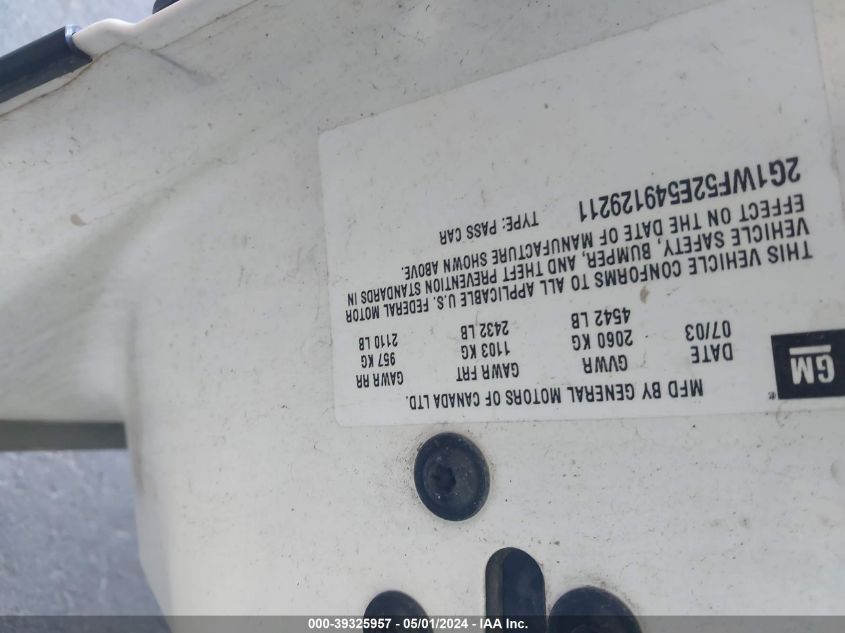 GM
®
MFD BY GENERAL MOTORS OF CANADA LTD.
DATE GVWR GAWR FRT GAWR RR
07/03 2060 KG 1103 KG 957 KG
4542 LB 2432 LB 2110 LB
THIS VEHICLE CONFORMS TO ALL APPLICABLE U.S. FEDERAL MOTOR
VEHICLE SAFETY, BUMPER, AND THEFT PREVENTION STANDARDS IN
EFFECT ON THE DATE OF MANUFACTURE SHOWN ABOVE.
2G1WF52E549129211 TYPE: PASS CAR
000-39325957 - 05/01/2024 - IAA Inc.